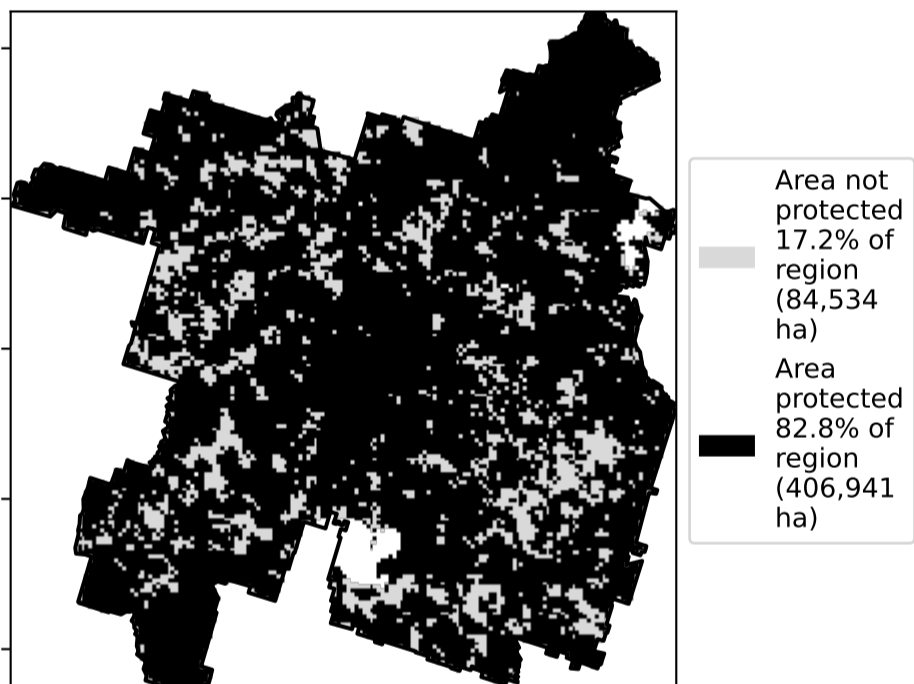 Area not
protected
17.2% of
region
(84,534
ha)
Area
protected
82.8% of
region
(406,941
ha)